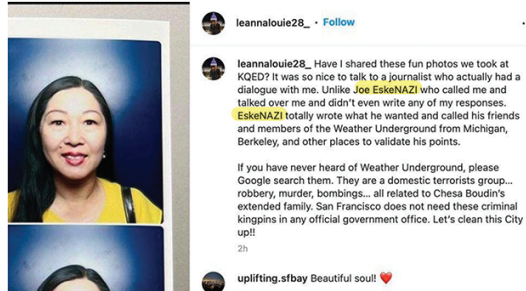 leannalouie28_ • Follow
leannalouie28_ Have I shared these fun photos we took at
KQED? It was so nice to talk to a journalist who actually had a
dialogue with me. Unlike Joe EskeNAZI who called me and
talked over me and didn't even write any of my responses.
EskeNAZI totally wrote what he wanted and called his friends
and members of the Weather Underground from Michigan,
Berkeley, and other places to validate his points.
If you have never heard of Weather Underground, please
Google search them. They are a domestic terrorists group...
robbery, murder, bombings... all related to Chesa Boudin's
extended family. San Francisco does not need these criminal
kingpins in any official government office. Let's clean this City
up!!
2h
uplifting.sfbay Beautiful soul! ❤️